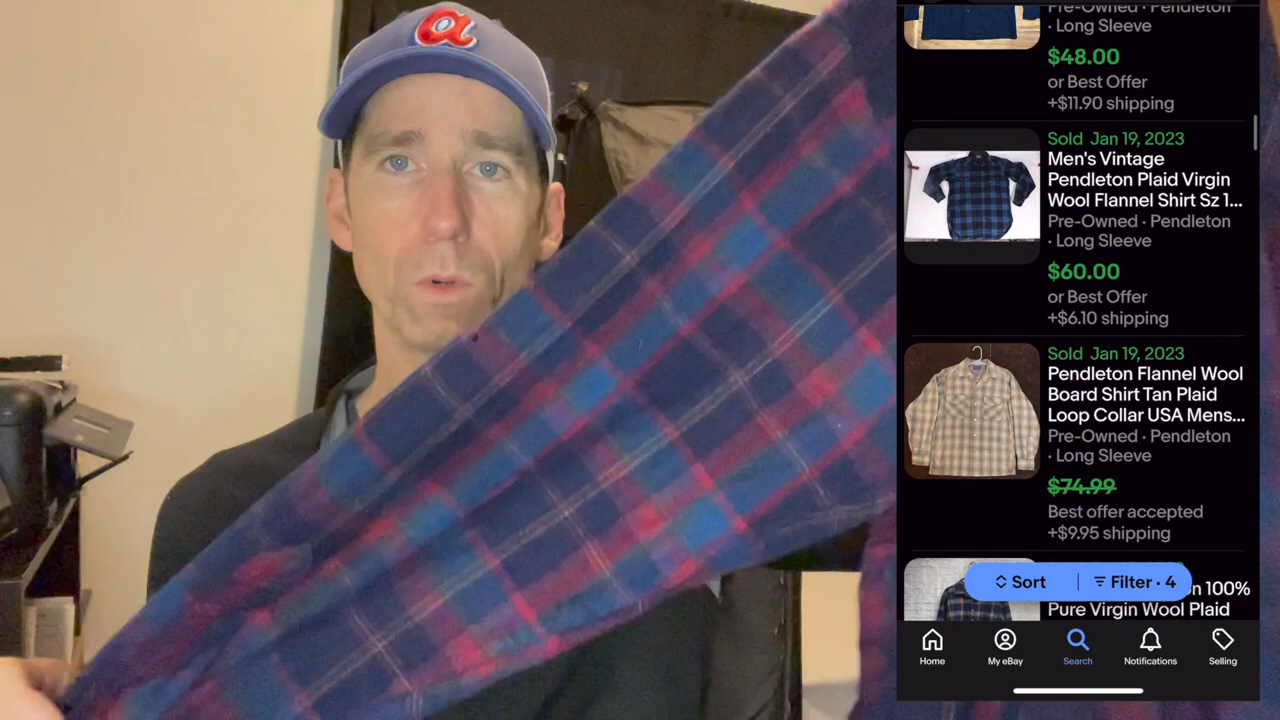 a
Pre-Owned · Pendleton
· Long Sleeve
$48.00
or Best Offer
+$11.90 shipping
Sold Jan 19, 2023
Men's Vintage
Pendleton Plaid Virgin
Wool Flannel Shirt Sz 1...
Pre-Owned · Pendleton
· Long Sleeve
$60.00
or Best Offer
+$6.10 shipping
Sold Jan 19, 2023
Pendleton Flannel Wool
Board Shirt Tan Plaid
Loop Collar USA Mens...
Pre-Owned · Pendleton
· Long Sleeve
$74.99
Best offer accepted
+$9.95 shipping
Sort
Filter · 4
n 100%
Pure Virgin Wool Plaid
Home
My eBay
Search
Notifications
Selling